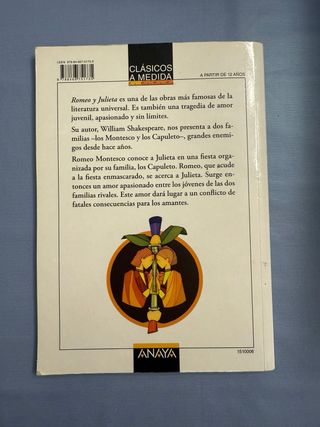 CLÁSICOS
A MEDIDA
A PARTIR DE 12 AÑOS
Romeo y Julieta es una de las obras más famosas de la
literatura universal. Es también una tragedia de amor
juvenil, apasionado y sin límites.
Su autor, William Shakespeare, nos presenta a dos fa-
milias –los Montesco y los Capuleto–, grandes enemi-
gos desde hace años.
Romeo Montesco conoce a Julieta en una fiesta orga-
nizada por su familia, los Capuleto. Romeo, que acude
a la fiesta enmascarado, se acerca a Julieta. Surge en-
tonces un amor apasionado entre los jóvenes de las dos
familias rivales. Este amor dará lugar a un conflicto de
fatales consecuencias para los amantes.
ANAYA
1510006